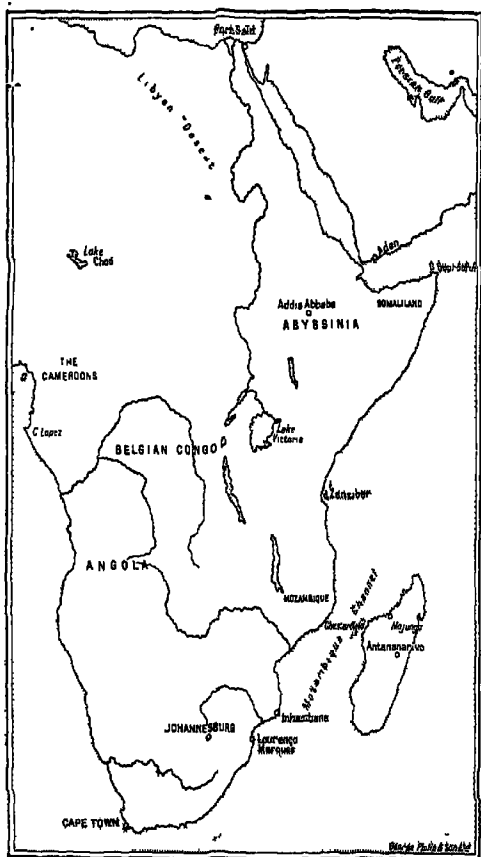 Port Said
Libyan Desert
Persian Gulf
Aden
Lake
Chad
Addis Abbaba
ABYSSINIA
SOMALILAND
THE
CAMEROONS
C Lopez
BELGIAN CONGO
Lake
Victoria
Zanzibar
ANGOLA
MOZAMBIQUE
Mozambique Channel
Majunga
Antananarivo
JOHANNESBURG
Inhambane
Lourenço
Marques
CAPE TOWN